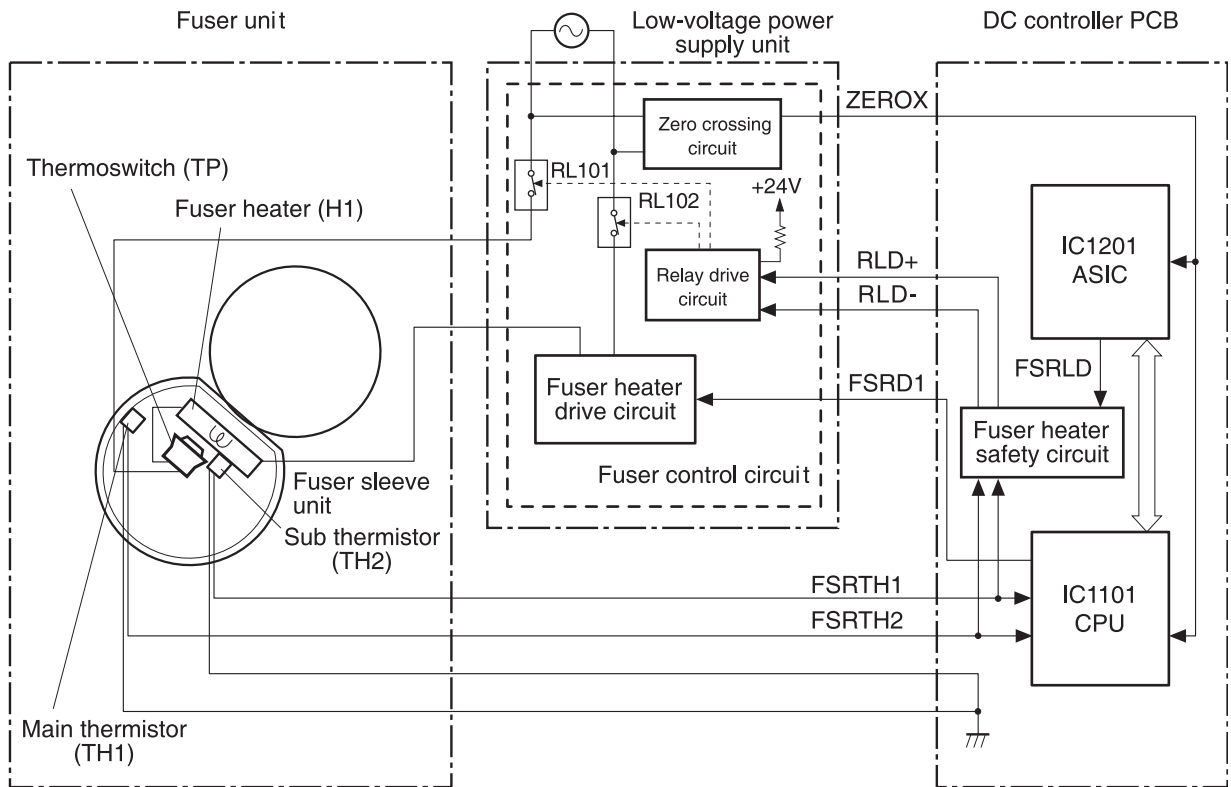 Fuser unit
Low-voltage power
supply unit
DC controller PCB
ZEROX
Zero crossing
circuit
Thermoswitch (TP)
RL101
+24V
Fuser heater (H1)
RL102
IC1201
ASIC
Relay drive
circuit
RLD+
RLD-
FSRLD
Fuser heater
drive circuit
FSRD1
Fuser heater
safety circuit
Fuser control circuit
Fuser sleeve
unit
Sub thermistor
(TH2)
FSRTH1
IC1101
CPU
FSRTH2
Main thermistor
(TH1)